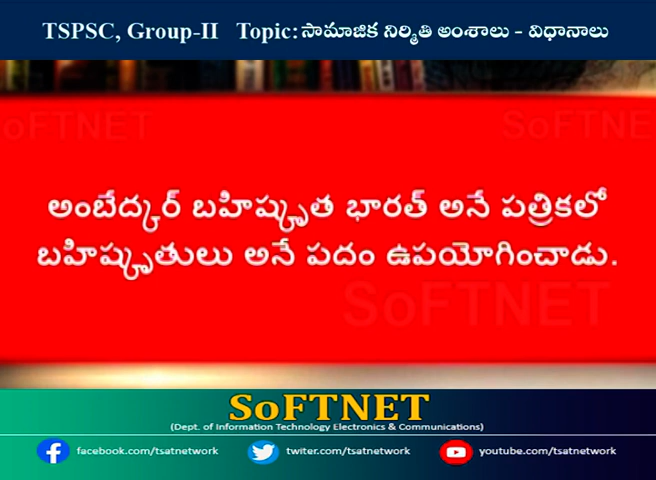 TSPSC, Group-II Topic: సామాజిక నిర్మితి అంశాలు - విధానాలు
SoFTNET SoFTNET
అంబేద్కర్ బహిష్కృత భారత్ అనే పత్రికలో
బహిష్కృతులు అనే పదం ఉపయోగించాడు.
SoFTNET
SoFTNET
(Dept. of Information Technology Electronics & Communications)
facebook.com/tsatnetwork twiter.com/tsatnetwork youtube.com/tsatnetwork